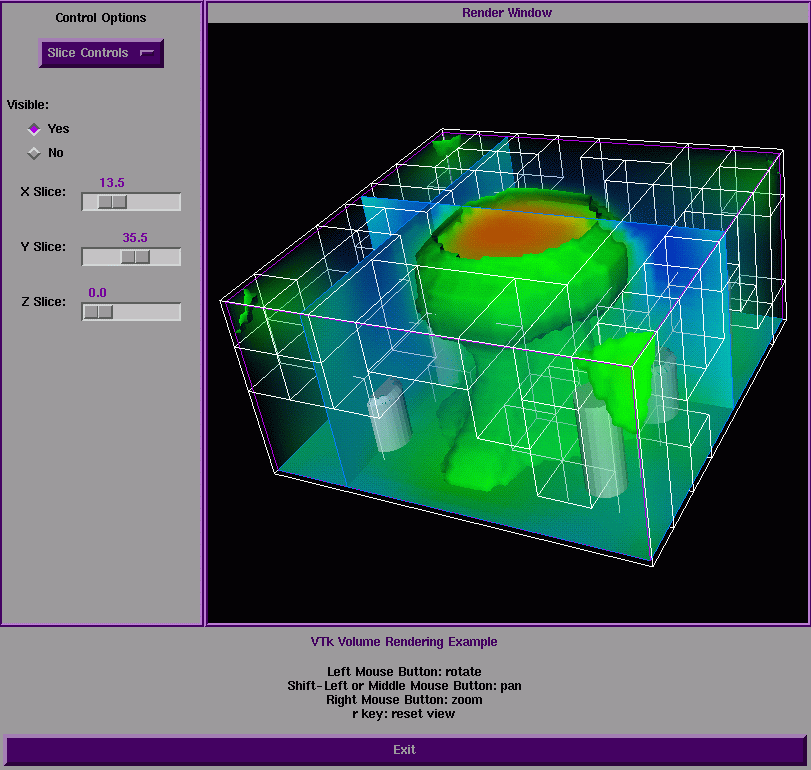 Control Options
Slice Controls
Visible:
Yes
No
13.5
X Slice:
35.5
Y Slice:
0.0
Z Slice:
Render Window
VTk Volume Rendering Example
Left Mouse Button: rotate
Shift-Left or Middle Mouse Button: pan
Right Mouse Button: zoom
r key: reset view
Exit